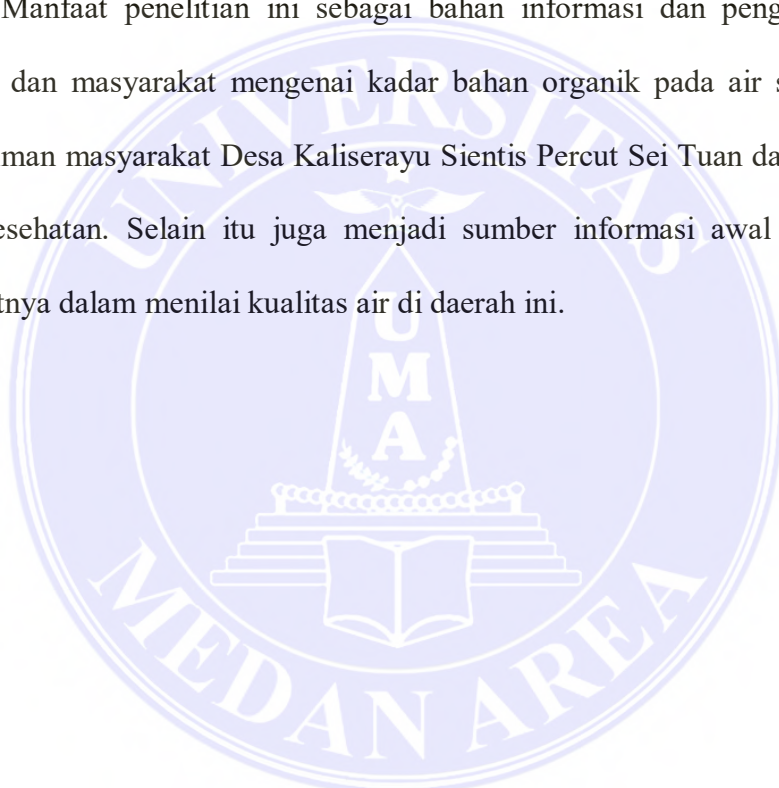 Manfaat penelitian ini sebagai bahan informasi dan peng
dan masyarakat mengenai kadar bahan organik pada air s
man masyarakat Desa Kaliserayu Sientis Percut Sei Tuan da
esehatan. Selain itu juga menjadi sumber informasi awal
tnya dalam menilai kualitas air di daerah ini.
UNIVERSITAS
UMA
MEDAN AREA